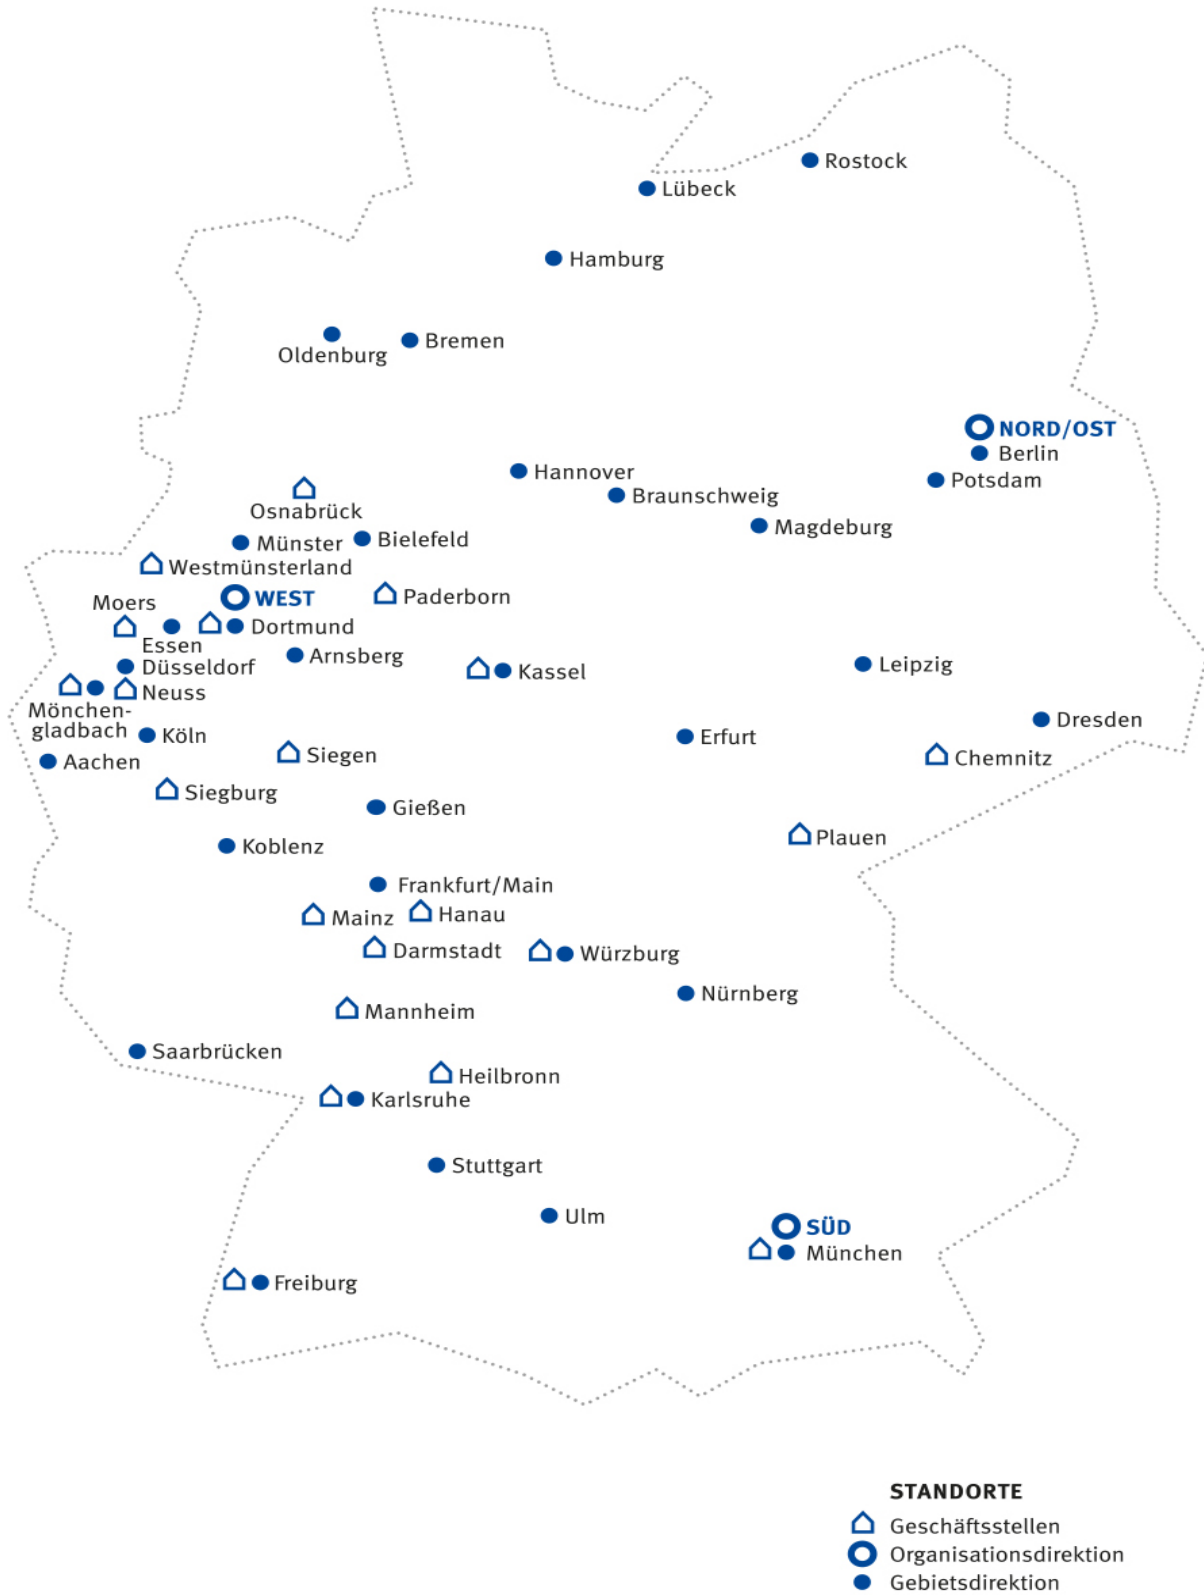 Rostock
Lübeck
Hamburg
Bremen
Oldenburg
NORD/OST
Berlin
Hannover
Potsdam
Braunschweig
Osnabrück
Magdeburg
Münster
Bielefeld
Westmünsterland
Paderborn
WEST
Moers
Dortmund
Essen
Arnsberg
Düsseldorf
Leipzig
Kassel
Neuss
Mönchen-
gladbach
Dresden
Köln
Erfurt
Siegen
Chemnitz
Aachen
Siegburg
Gießen
Plauen
Koblenz
Frankfurt/Main
Hanau
Mainz
Darmstadt
Würzburg
Nürnberg
Mannheim
Saarbrücken
Heilbronn
Karlsruhe
Stuttgart
Ulm
SÜD
München
Freiburg
STANDORTE
Geschäftsstellen
Organisationsdirektion
Gebietsdirektion